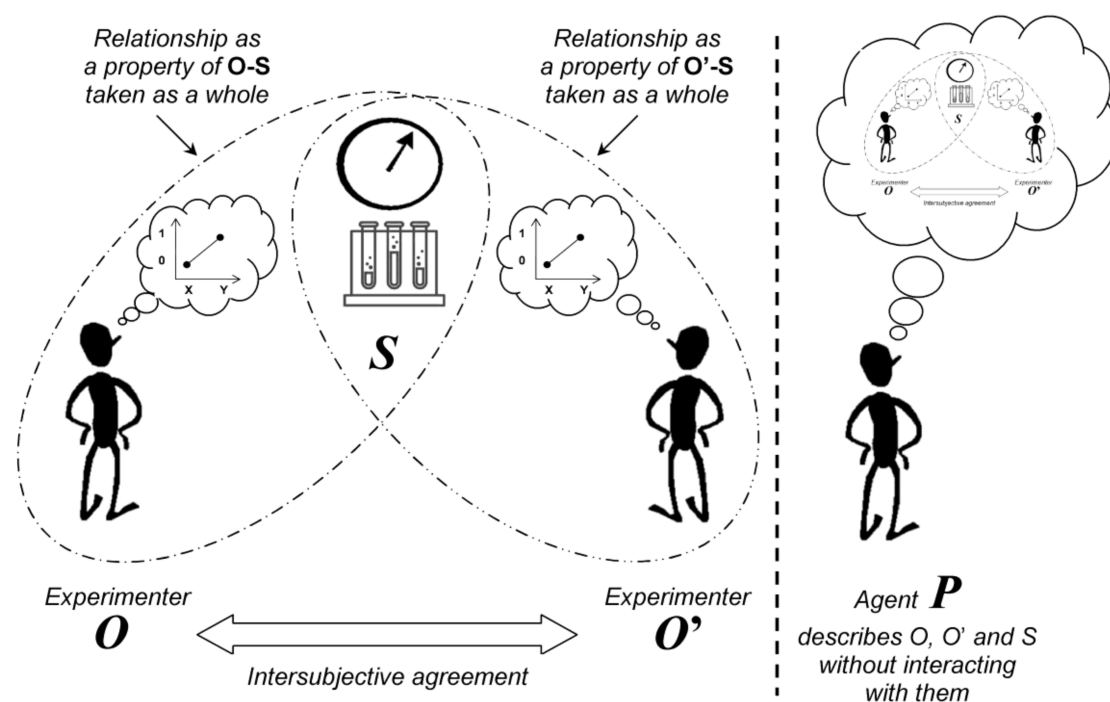 Relationship as
a property of O-S
taken as a whole
Relationship as
a property of O'-S
taken as a whole
1
0
X Y
1
0
X Y
S
Experimenter
O
Experimenter
O'
Intersubjective agreement
S
Experimenter
O
Experimenter
O'
Intersubjective agreement
Agent P
describes O, O' and S
without interacting
with them